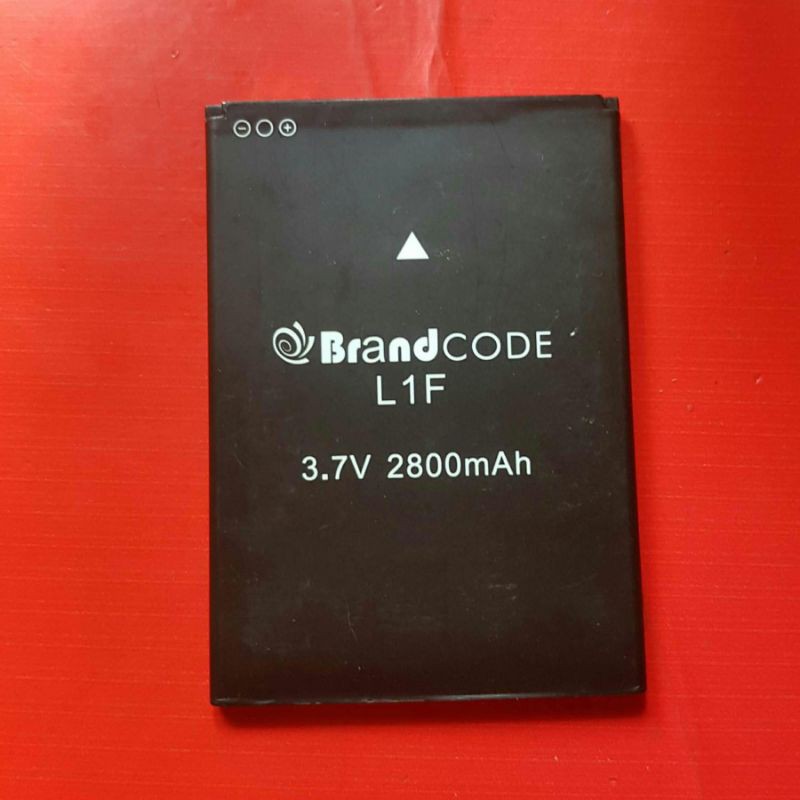 BrandCODE
L1F
3.7V 2800mAh